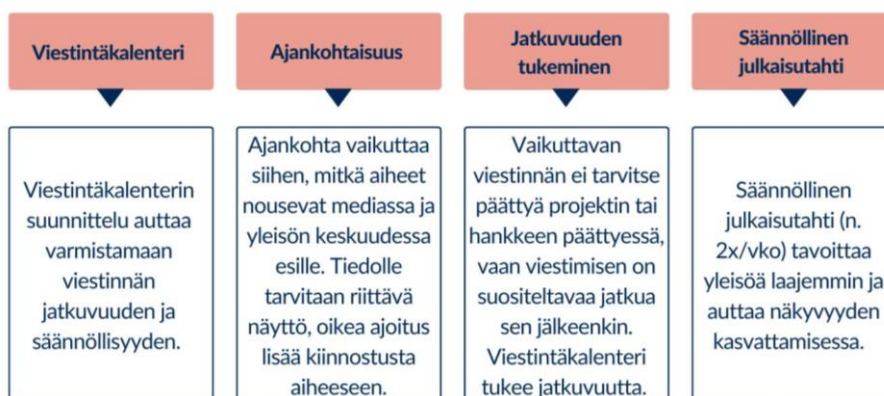 Viestintäkalenteri
Viestintäkalenterin
suunnittelu auttaa
varmistamaan
viestinnän
jatkuvuuden ja
säännöllisyyden.
Ajankohtaisuus
Ajankohta vaikuttaa
siihen, mitkä aiheet
nousevat mediassa ja
yleisön keskuudessa
esille. Tiedolle
tarvitaan riittävä
näyttö, oikea ajoitus
lisää kiinnostusta
aiheeseen.
Jatkuvuuden
tukeminen
Vaikuttavan
viestinnän ei tarvitse
päättyä projektin tai
hankkeen päättyessä,
vaan viestimisen on
suositeltavaa jatkua
sen jälkeenkin.
Viestintäkalenteri
tukee jatkuvuutta.
Säännöllinen
julkaisutahti
Säännöllinen
julkaisutahti (n.
2x/vko) tavoittaa
yleisöä laajemmin ja
auttaa näkyvyyden
kasvattamisessa.